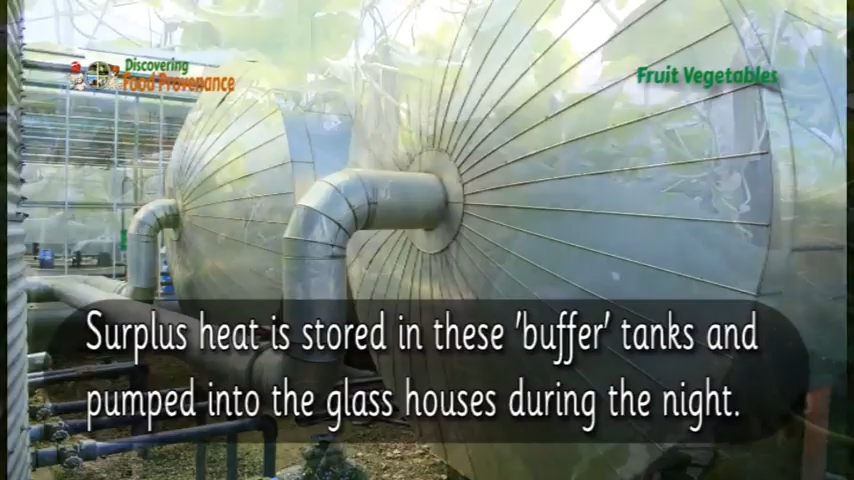 Discovering
Food Provenance
Fruit Vegetables
Surplus heat is stored in these 'buffer' tanks and
pumped into the glass houses during the night.